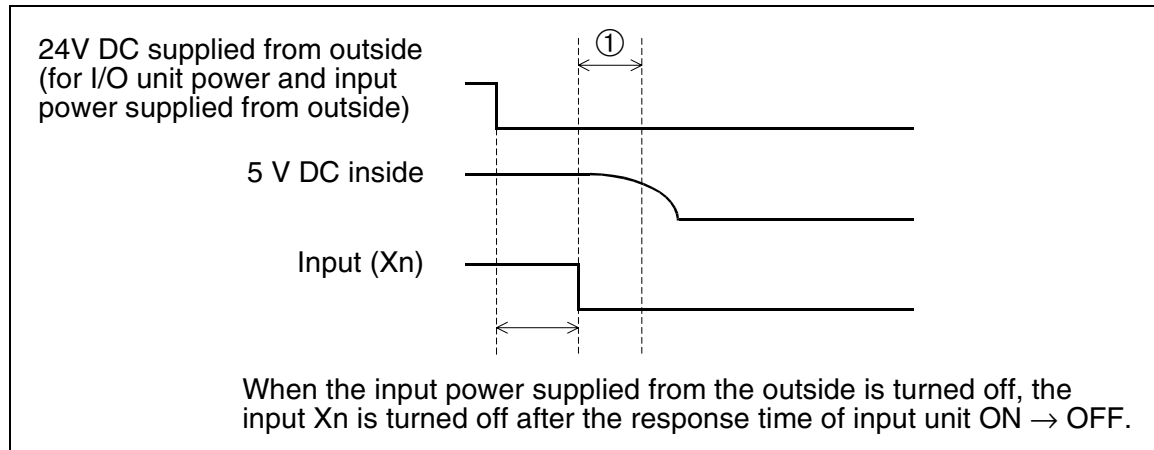 24V DC supplied from outside
(for I/O unit power and input
power supplied from outside)
①
5 V DC inside
Input (Xn)
When the input power supplied from the outside is turned off, the
input Xn is turned off after the response time of input unit ON → OFF.